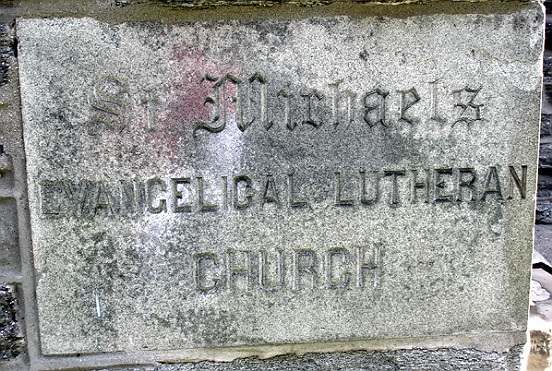 St Michaels
EVANGELICAL LUTHERAN
CHURCH